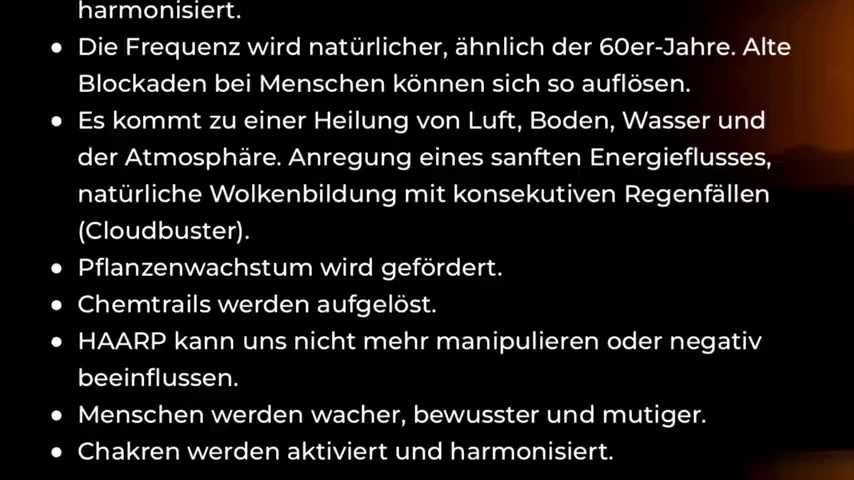 harmonisiert.
• Die Frequenz wird natürlicher, ähnlich der 60er-Jahre. Alte
Blockaden bei Menschen können sich so auflösen.
• Es kommt zu einer Heilung von Luft, Boden, Wasser und
der Atmosphäre. Anregung eines sanften Energieflusses,
natürliche Wolkenbildung mit konsekutiven Regenfällen
(Cloudbuster).
• Pflanzenwachstum wird gefördert.
• Chemtrails werden aufgelöst.
• HAARP kann uns nicht mehr manipulieren oder negativ
beeinflussen.
• Menschen werden wacher, bewusster und mutiger.
• Chakren werden aktiviert und harmonisiert.